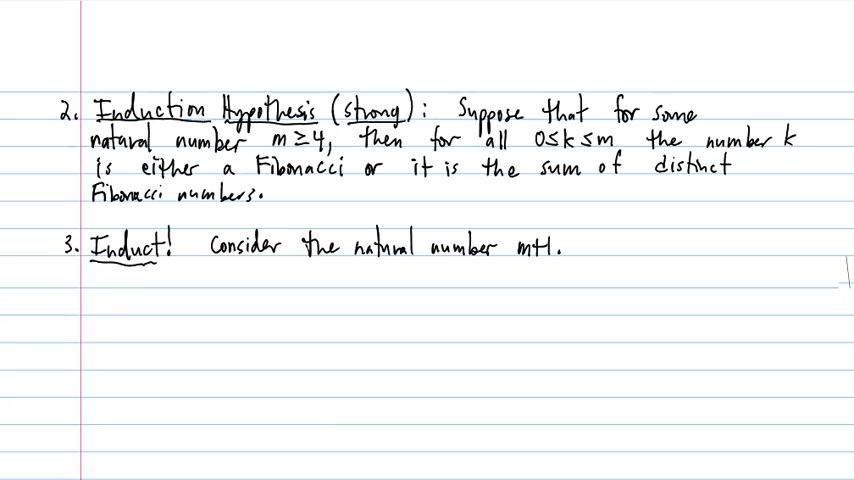 2. Induction Hypothesis (strong): Suppose that for some
natural number m ≥ 4, then for all 0 ≤ k ≤ m the number k
is either a Fibonacci or it is the sum of distinct
Fibonacci numbers.
3. Induct! Consider the natural number m+1.